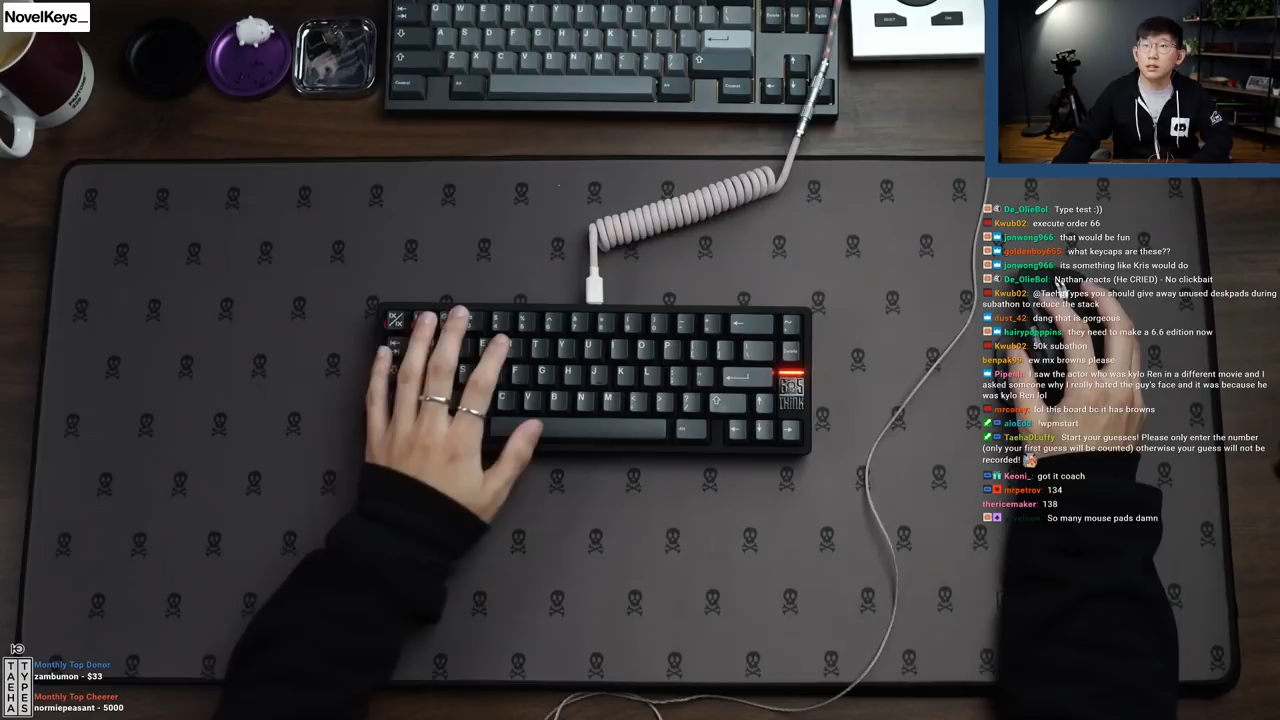 NovelKeys_
De_OlieBol: Type test :))
Kwub02: execute order 66
jonwong966: that would be fun
goldenboy655: what keycaps are these??
jonwong966: its something like Kris would do
De_OlieBol: Nathan reacts (He CRIED) - No clickbait
Kwub02: @TaehaTypes you should give away unused deskpads during
subathon to reduce the stack
dust_42: dang that is gorgeous
hairypopppins: they need to make a 6.6 edition now
Kwub02: 50k subathon
benpak99: ew mx browns please
Pipenti: I saw the actor who was kylo Ren in a different movie and I
asked someone why I really hated the guy's face and it was because he
was kylo Ren lol
lol this board bc it has browns
aloEds: !wpmstart
TaehaDLuffy: Start your guesses! Please only enter the number
(only your first guess will be counted) otherwise your guess will not be
recorded!
Keoni_: got it coach
mrpetrov: 134
thericemaker: 138
So many mouse pads damn
TAEHA
TYPES
Monthly Top Donor
zambumon - $33
Monthly Top Cheerer
normiepeasant - 5000